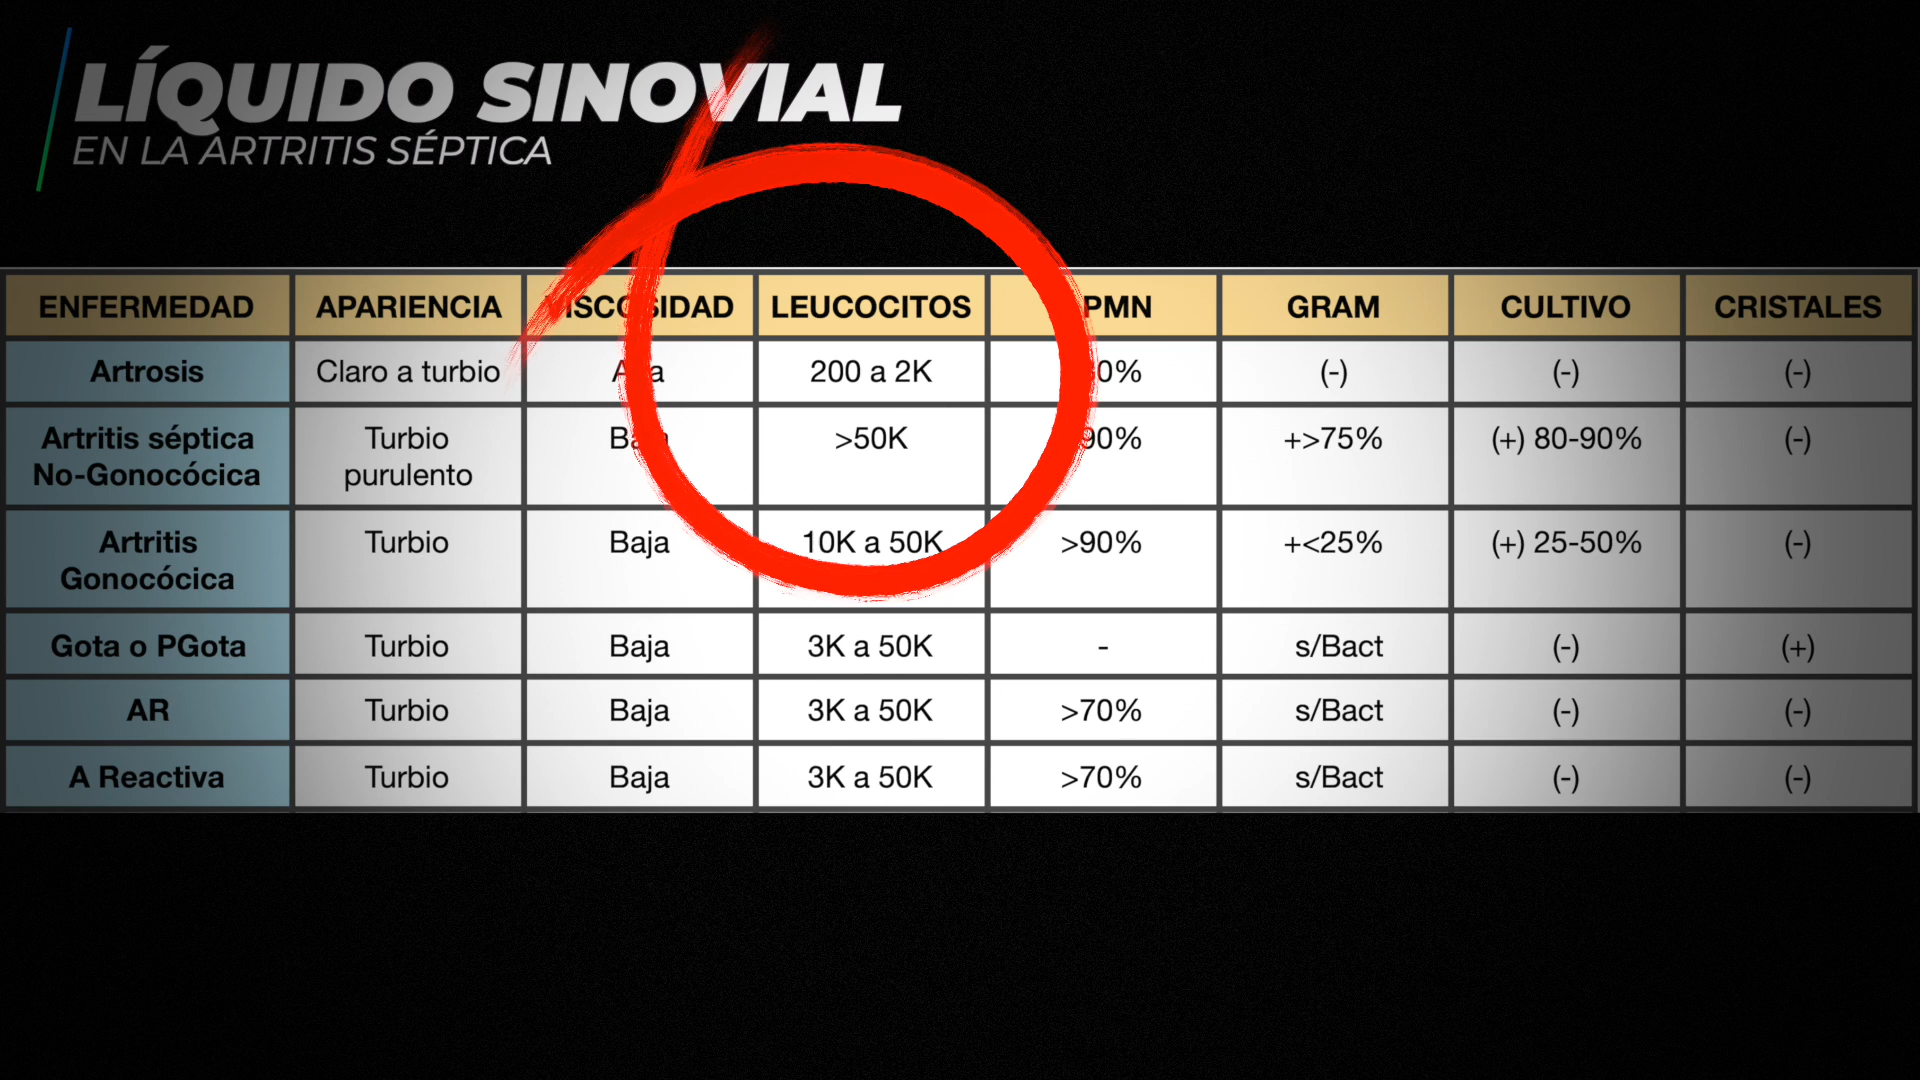 LÍQUIDO SINOVIAL
EN LA ARTRITIS SÉPTICA
ENFERMEDAD APARIENCIA VISCOSIDAD LEUCOCITOS PMN GRAM CULTIVO CRISTALES
Artrosis Claro a turbio 200 a 2K (-) (-) (-)
Artritis séptica No-Gonocócica Turbio purulento Baja >50K +>75% (+) 80-90% (-)
Artritis Gonocócica Turbio Baja 10K a 50K >90% +<25% (+) 25-50% (-)
Gota o PGota Turbio Baja 3K a 50K - s/Bact (-) (+)
AR Turbio Baja 3K a 50K >70% s/Bact (-) (-)
A Reactiva Turbio Baja 3K a 50K >70% s/Bact (-) (-)